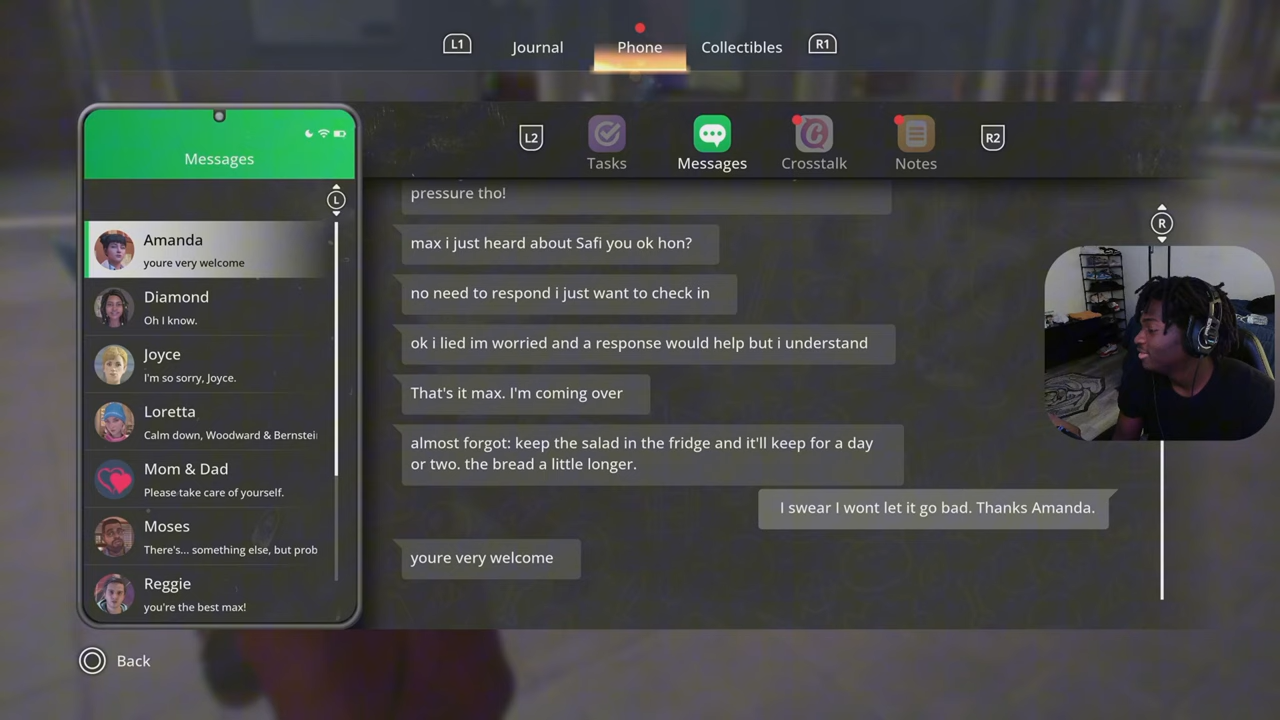 L1
Journal
Phone
Collectibles
R1
Messages
L
Amanda
youre very welcome
Diamond
Oh I know.
Joyce
I'm so sorry, Joyce.
Loretta
Calm down, Woodward & Bernstei
Mom & Dad
Please take care of yourself.
Moses
There's... something else, but prob
Reggie
you're the best max!
L2
Tasks
Messages
Crosstalk
Notes
R2
R
pressure tho!
max i just heard about Safi you ok hon?
no need to respond i just want to check in
ok i lied im worried and a response would help but i understand
That's it max. I'm coming over
almost forgot: keep the salad in the fridge and it'll keep for a day
or two. the bread a little longer.
I swear I wont let it go bad. Thanks Amanda.
youre very welcome
Back